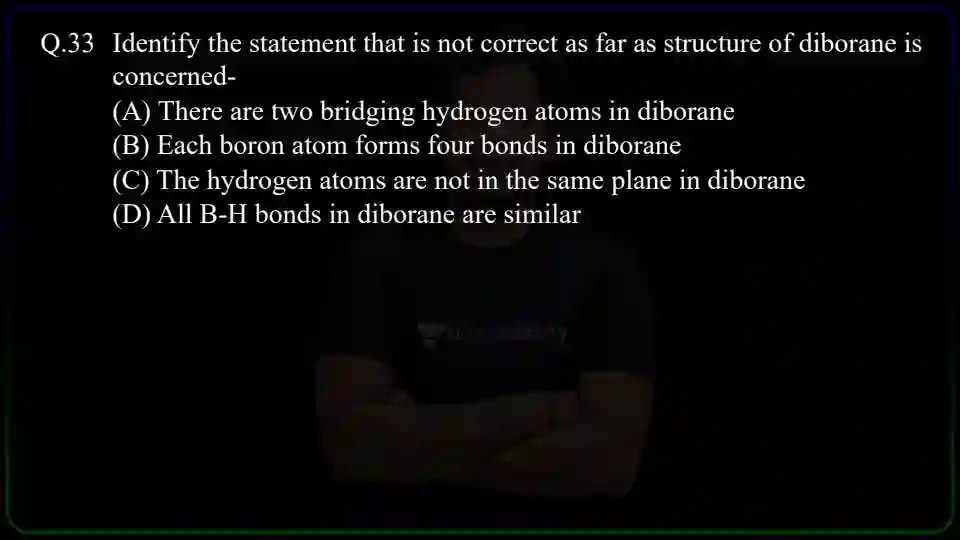 Q.33 Identify the statement that is not correct as far as structure of diborane is
concerned-
(A) There are two bridging hydrogen atoms in diborane
(B) Each boron atom forms four bonds in diborane
(C) The hydrogen atoms are not in the same plane in diborane
(D) All B-H bonds in diborane are similar